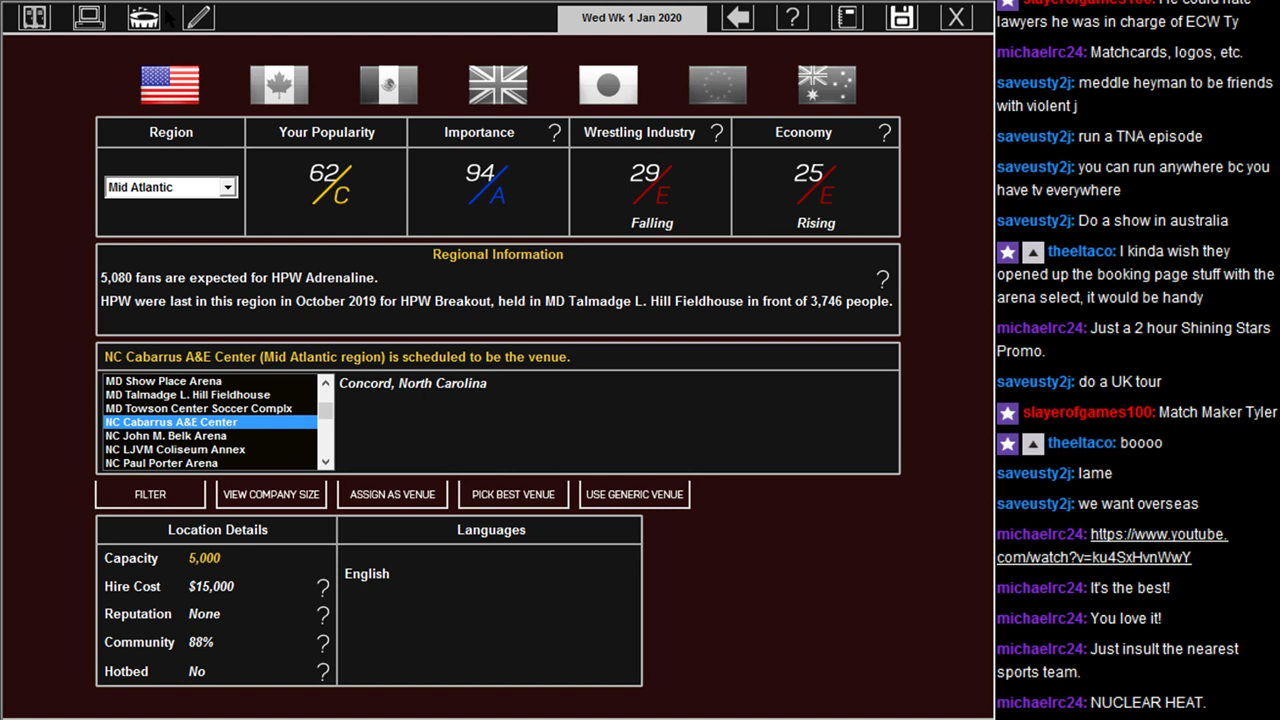 Wed Wk 1 Jan 2020
Region
Your Popularity
Importance ?
Wrestling Industry ?
Economy ?
Mid Atlantic
62/C
94/A
29/E
Falling
25/E
Rising
Regional Information
5,080 fans are expected for HPW Adrenaline.
?
HPW were last in this region in October 2019 for HPW Breakout, held in MD Talmadge L. Hill Fieldhouse in front of 3,746 people.
NC Cabarrus A&E Center (Mid Atlantic region) is scheduled to be the venue.
MD Show Place Arena
MD Talmadge L. Hill Fieldhouse
MD Towson Center Soccer Complx
NC Cabarrus A&E Center
NC John M. Belk Arena
NC LJVM Coliseum Annex
NC Paul Porter Arena
Concord, North Carolina
FILTER
VIEW COMPANY SIZE
ASSIGN AS VENUE
PICK BEST VENUE
USE GENERIC VENUE
Location Details
Capacity 5,000
Hire Cost $15,000 ?
Reputation None ?
Community 88% ?
Hotbed No ?
Languages
English
lawyers he was in charge of ECW Ty
michaelrc24: Matchcards, logos, etc.
saveusty2j: meddle heyman to be friends
with violent j
saveusty2j: run a TNA episode
saveusty2j: you can run anywhere bc you
have tv everywhere
saveusty2j: Do a show in australia
theeltaco: I kinda wish they
opened up the booking page stuff with the
arena select, it would be handy
michaelrc24: Just a 2 hour Shining Stars
Promo.
saveusty2j: do a UK tour
slayerofgames100: Match Maker Tyler
theeltaco: boooo
saveusty2j: lame
saveusty2j: we want overseas
michaelrc24: https://www.youtube.
com/watch?v=ku4SxHvnWwY
michaelrc24: It's the best!
michaelrc24: You love it!
michaelrc24: Just insult the nearest
sports team.
michaelrc24: NUCLEAR HEAT.